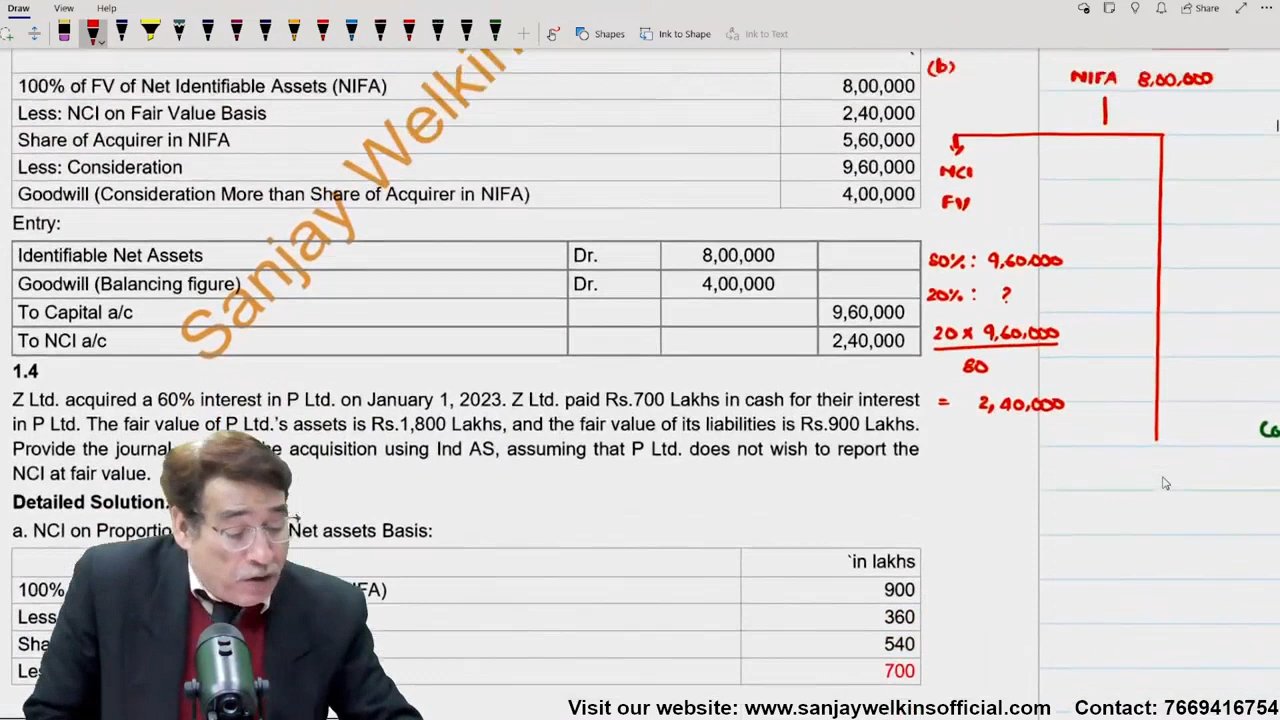 Draw View Help
Share
Shapes Ink to Shape Ink to Text
`
100% of FV of Net Identifiable Assets (NIFA) 8,00,000
Less: NCI on Fair Value Basis 2,40,000
Share of Acquirer in NIFA 5,60,000
Less: Consideration 9,60,000
Goodwill (Consideration More than Share of Acquirer in NIFA) 4,00,000
Entry:
Identifiable Net Assets Dr. 8,00,000
Goodwill (Balancing figure) Dr. 4,00,000
To Capital a/c 9,60,000
To NCI a/c 2,40,000
1.4
Z Ltd. acquired a 60% interest in P Ltd. on January 1, 2023. Z Ltd. paid Rs.700 Lakhs in cash for their interest
in P Ltd. The fair value of P Ltd.'s assets is Rs.1,800 Lakhs, and the fair value of its liabilities is Rs.900 Lakhs.
Provide the journal acquisition using Ind AS, assuming that P Ltd. does not wish to report the
NCI at fair value.
Detailed Solution:
a. NCI on Proportio Net assets Basis:
`in lakhs
100% FA) 900
Less 360
Sha 540
Les 700
Sanjay Welkin
(b)
NIFA 8,00,000
NCI
FV
80% : 9,60,000
20% : ?
20 x 9,60,000
80
= 2,40,000
Co
Visit our website: www.sanjaywelkinsofficial.com Contact: 7669416754